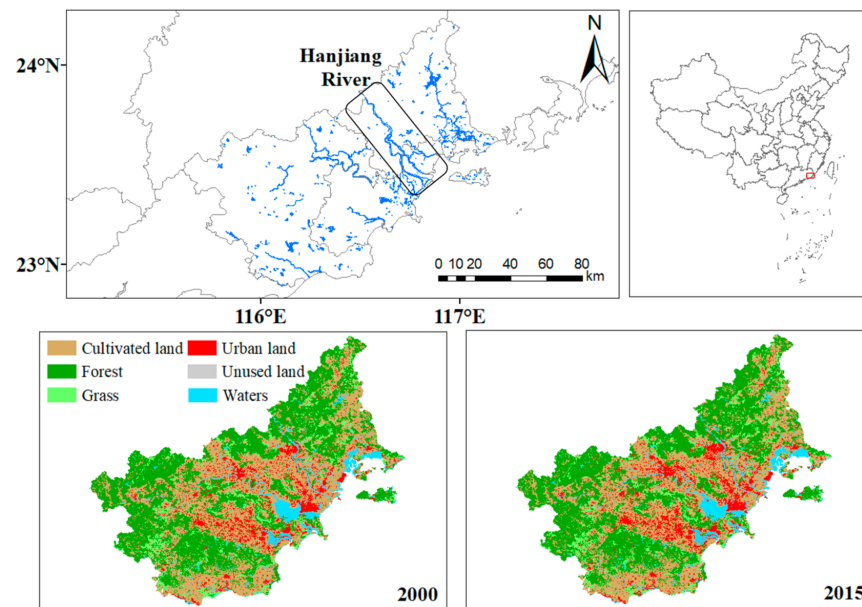 24°N
Hanjiang
River
N
23°N
0 10 20 40 60 80
km
116°E
117°E
Cultivated land
Urban land
Forest
Unused land
Grass
Waters
2000
2015